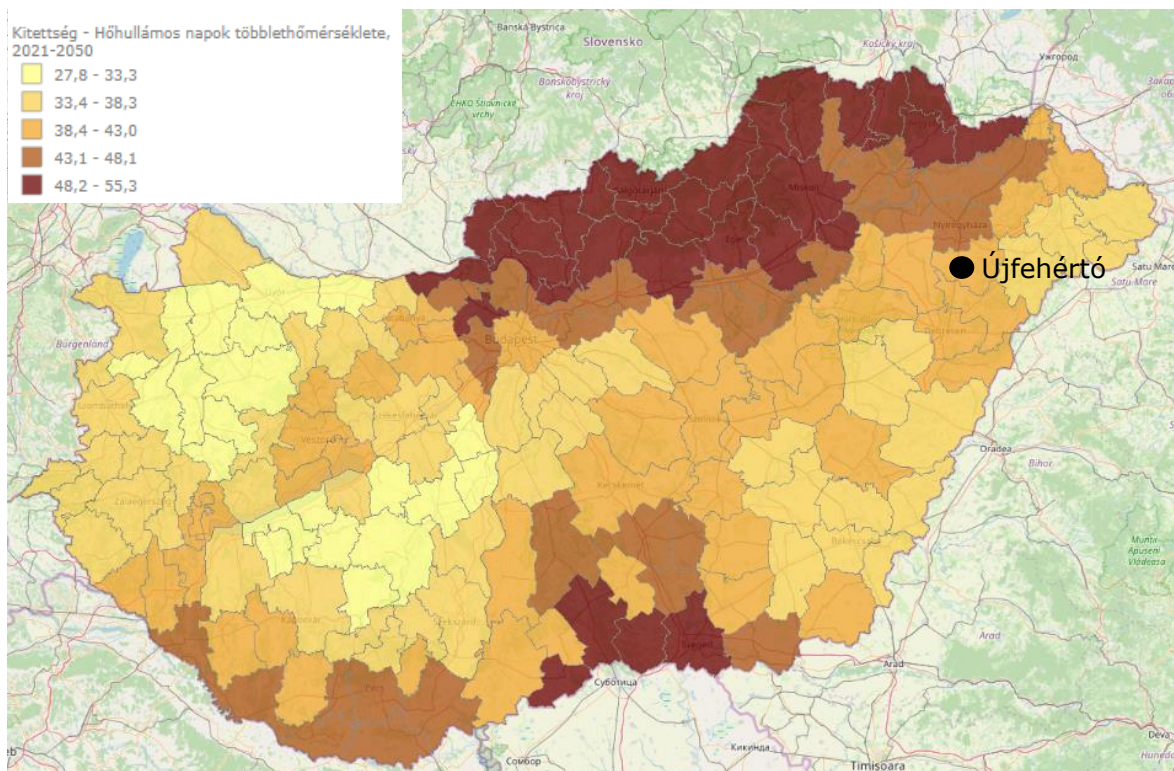 Kitettség - Hőhullámos napok többlethőmérséklete,
2021-2050
27,8 - 33,3
33,4 - 38,3
38,4 - 43,0
43,1 - 48,1
48,2 - 55,3
Banská Bystrica
Slovensko
Košický kraj
Ужгород
Banskobystrický
kraj
CHKO Štiavnické
vrchy
Salgótarján
Miskolc
Eger
Nyíregyháza
Újfehértó
Satu Mare
Satu Mare
Győr
Tatabánya
Budapest
Debrecen
Burgenland
Szombathely
Székesfehérvár
Veszprém
Szolnok
Zalaegerszeg
Kecskemét
Oradea
Bihor
Békéscsaba
Munții
Apuseni
Vlădeasa
Kaposvár
Szekszárd
Szeged
Pécs
Arad
Arad
Суботица
Сомбор
Кикинда
Timișoara
Deva